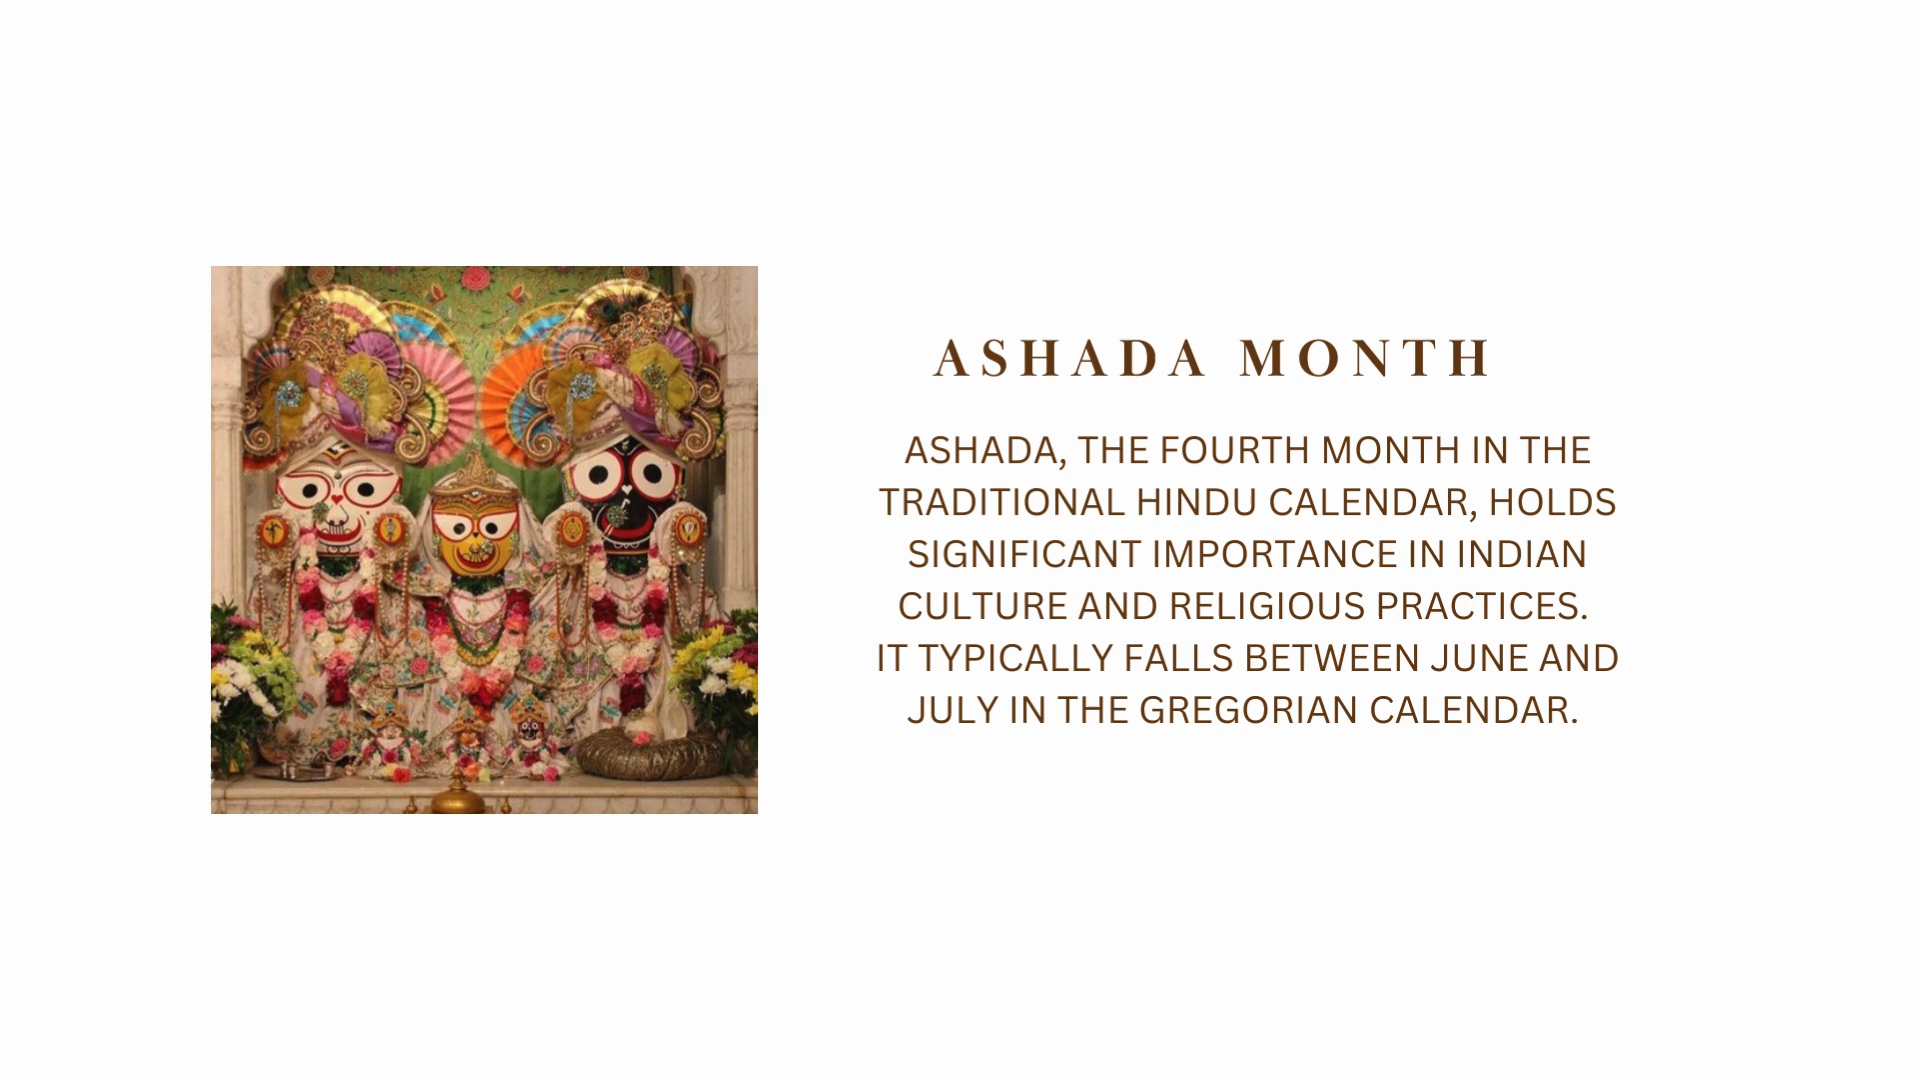 ASHADA MONTH
ASHADA, THE FOURTH MONTH IN THE
TRADITIONAL HINDU CALENDAR, HOLDS
SIGNIFICANT IMPORTANCE IN INDIAN
CULTURE AND RELIGIOUS PRACTICES.
IT TYPICALLY FALLS BETWEEN JUNE AND
JULY IN THE GREGORIAN CALENDAR.